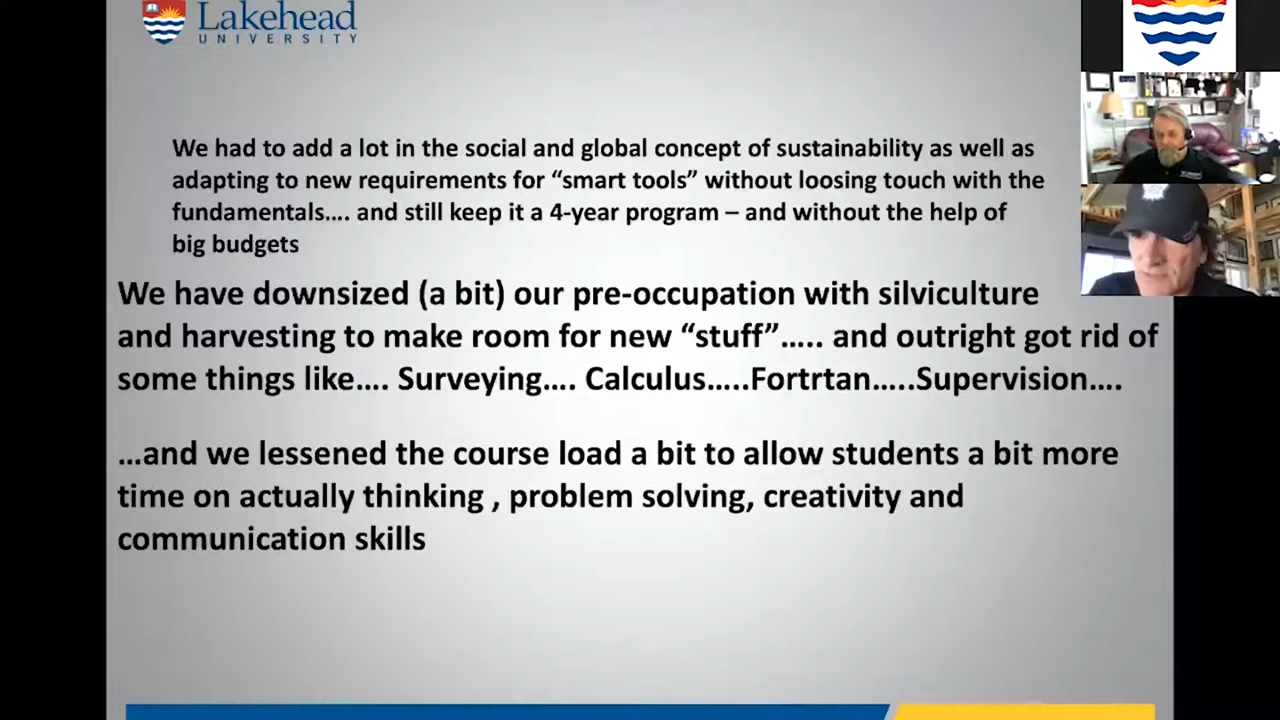 Lakehead
UNIVERSITY
We had to add a lot in the social and global concept of sustainability as well as
adapting to new requirements for “smart tools” without loosing touch with the
fundamentals…. and still keep it a 4-year program – and without the help of
big budgets
We have downsized (a bit) our pre-occupation with silviculture
and harvesting to make room for new “stuff”….. and outright got rid of
some things like…. Surveying…. Calculus…..Fortrtan…..Supervision….
…and we lessened the course load a bit to allow students a bit more
time on actually thinking , problem solving, creativity and
communication skills